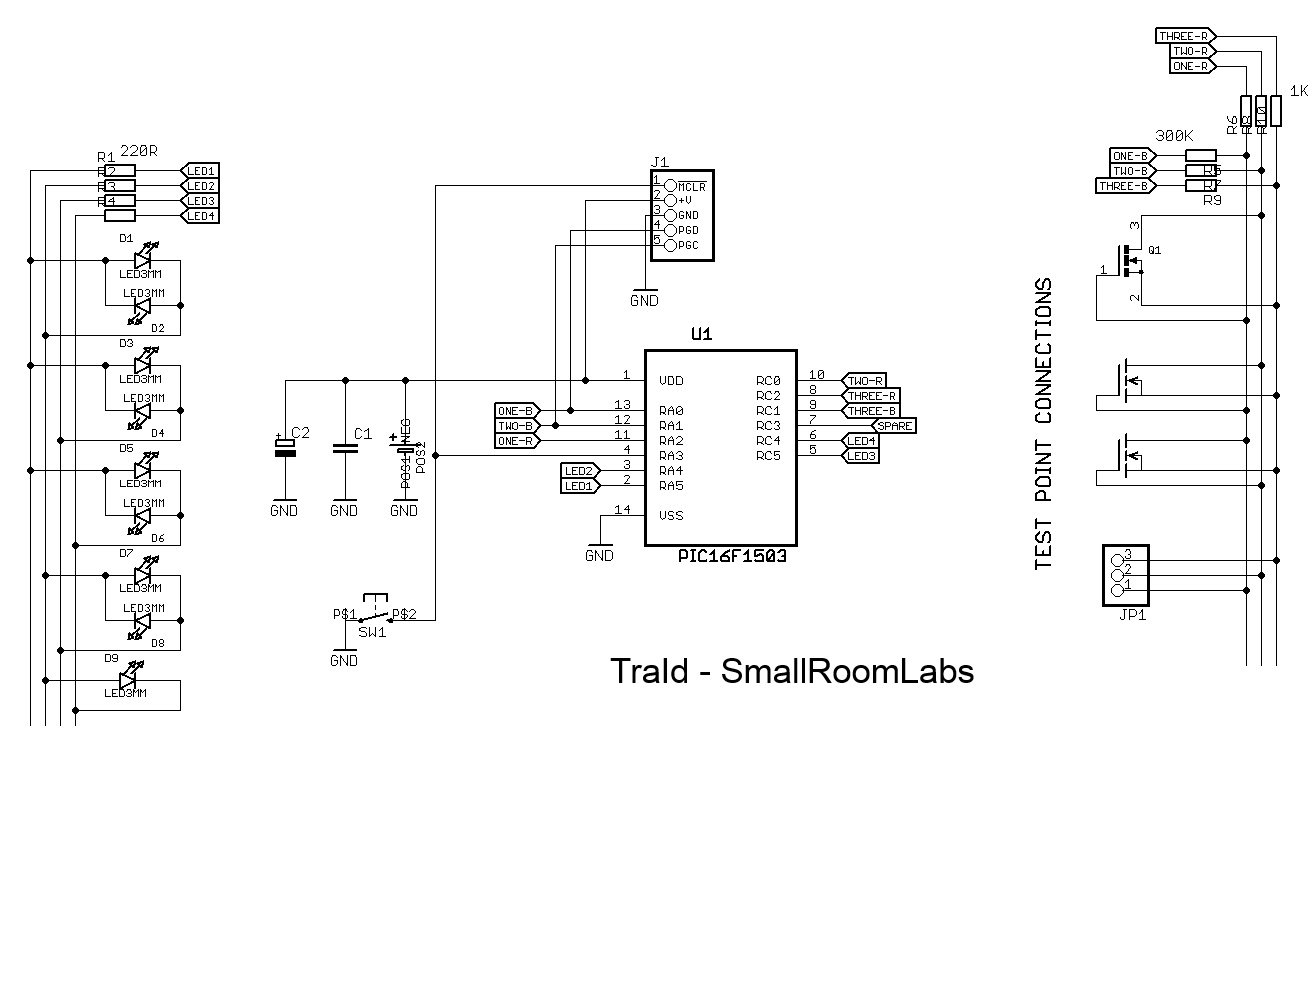 THREE-R
TWO-R
ONE-R
1K
R6
R8
R10
300K
ONE-B
TWO-B
THREE-B
R5
R7
R9
R1
220R
R2
R3
R4
LED1
LED2
LED3
LED4
D1
LED3MM
LED3MM
D2
D3
LED3MM
LED3MM
D4
D5
LED3MM
LED3MM
D6
D7
LED3MM
LED3MM
D8
D9
LED3MM
J1
1 MCLR
2 +V
3 GND
4 PGD
5 PGC
GND
U1
1 VDD
13 RA0
12 RA1
11 RA2
4 RA3
3 RA4
2 RA5
14 VSS
RC0 10
RC2 8
RC1 9
RC3 7
RC4 6
RC5 5
PIC16F1503
ONE-B
TWO-B
ONE-R
LED2
LED1
GND
TWO-R
THREE-R
THREE-B
SPARE
LED4
LED3
+
C2
GND
C1
GND
+
NEG
POS1
POS2
GND
P$1
P$2
SW1
GND
3
Q1
1
2
TEST POINT CONNECTIONS
3
2
1
JP1
TraId - SmallRoomLabs